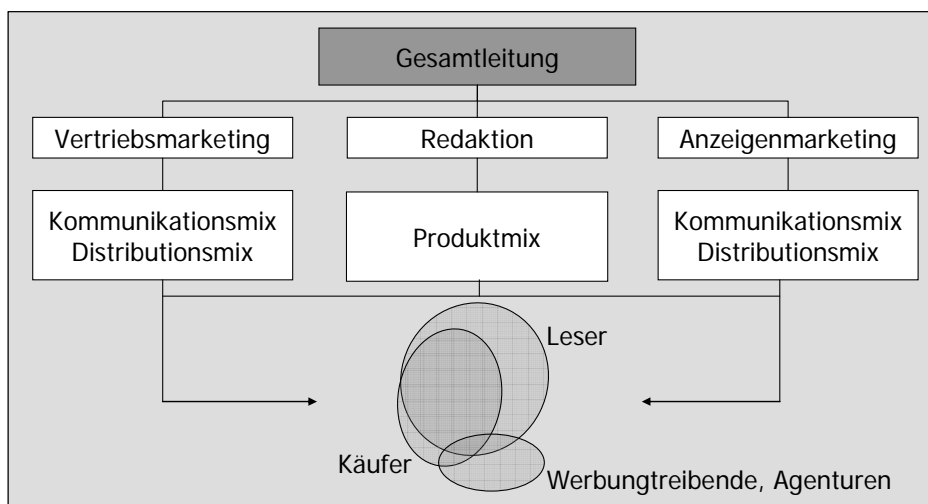 Gesamtleitung
Vertriebsmarketing
Redaktion
Anzeigenmarketing
Kommunikationsmix
Distributionsmix
Produktmix
Kommunikationsmix
Distributionsmix
Leser
Käufer
Werbungtreibende, Agenturen